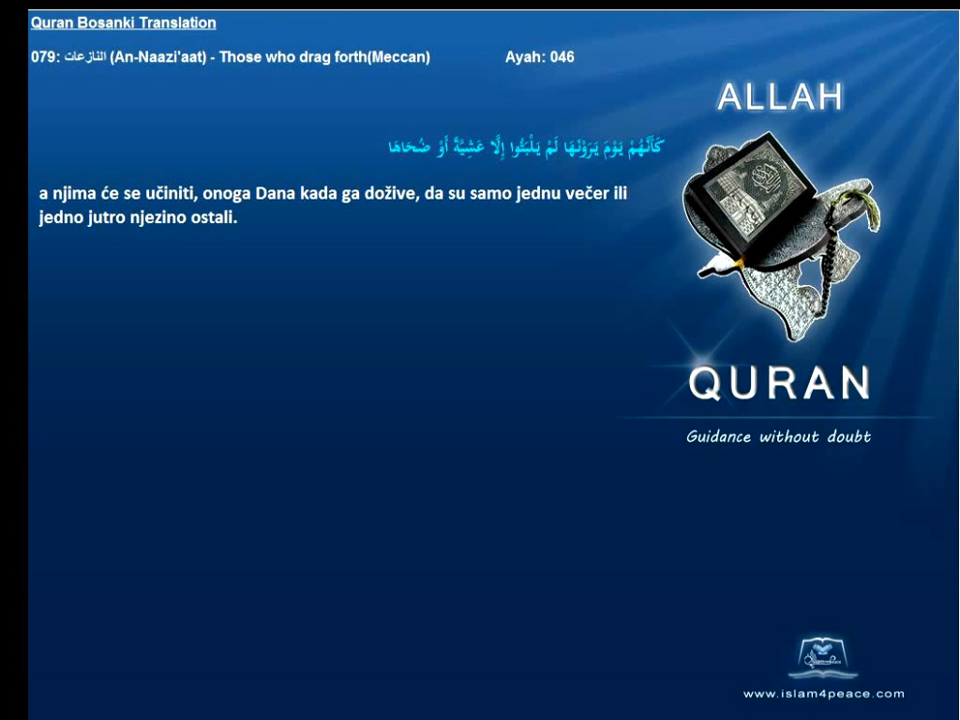 Quran Bosanki Translation
079: النازعات (An-Naazi'aat) - Those who drag forth(Meccan) Ayah: 046
ALLAH
كَأَنَّهُمْ يَوْمَ يَرَوْنَهَا لَمْ يَلْبَثُوا إِلَّا عَشِيَّةً أَوْ ضُحَاهَا
a njima će se učiniti, onoga Dana kada ga dožive, da su samo jednu večer ili
jedno jutro njezino ostali.
QURAN
Guidance without doubt
www.islam4peace.com